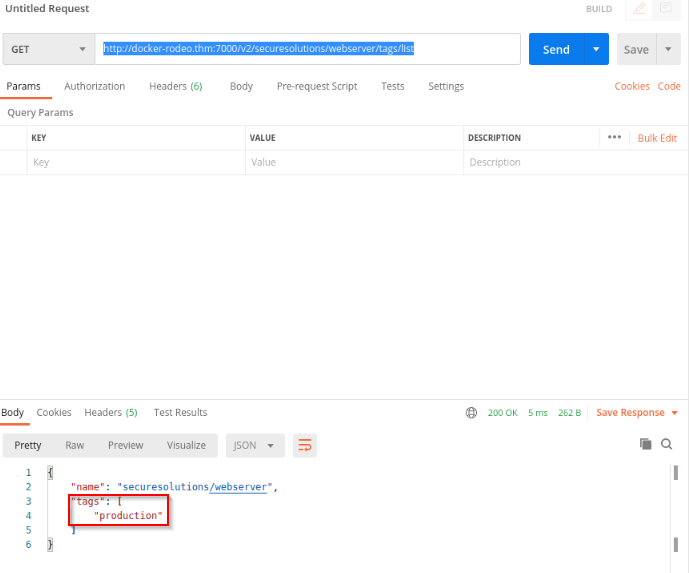 Untitled Request BUILD
GET http://docker-rodeo.thm:7000/v2/securesolutions/webserver/tags/list Send Save
Params Authorization Headers (6) Body Pre-request Script Tests Settings Cookies Code
Query Params
KEY VALUE DESCRIPTION ••• Bulk Edit
Key Value Description
Body Cookies Headers (5) Test Results 200 OK 5 ms 262 B Save Response
Pretty Raw Preview Visualize JSON
1 {
2 "name": "securesolutions/webserver",
3 "tags": [
4 "production"
5 ]
6 }